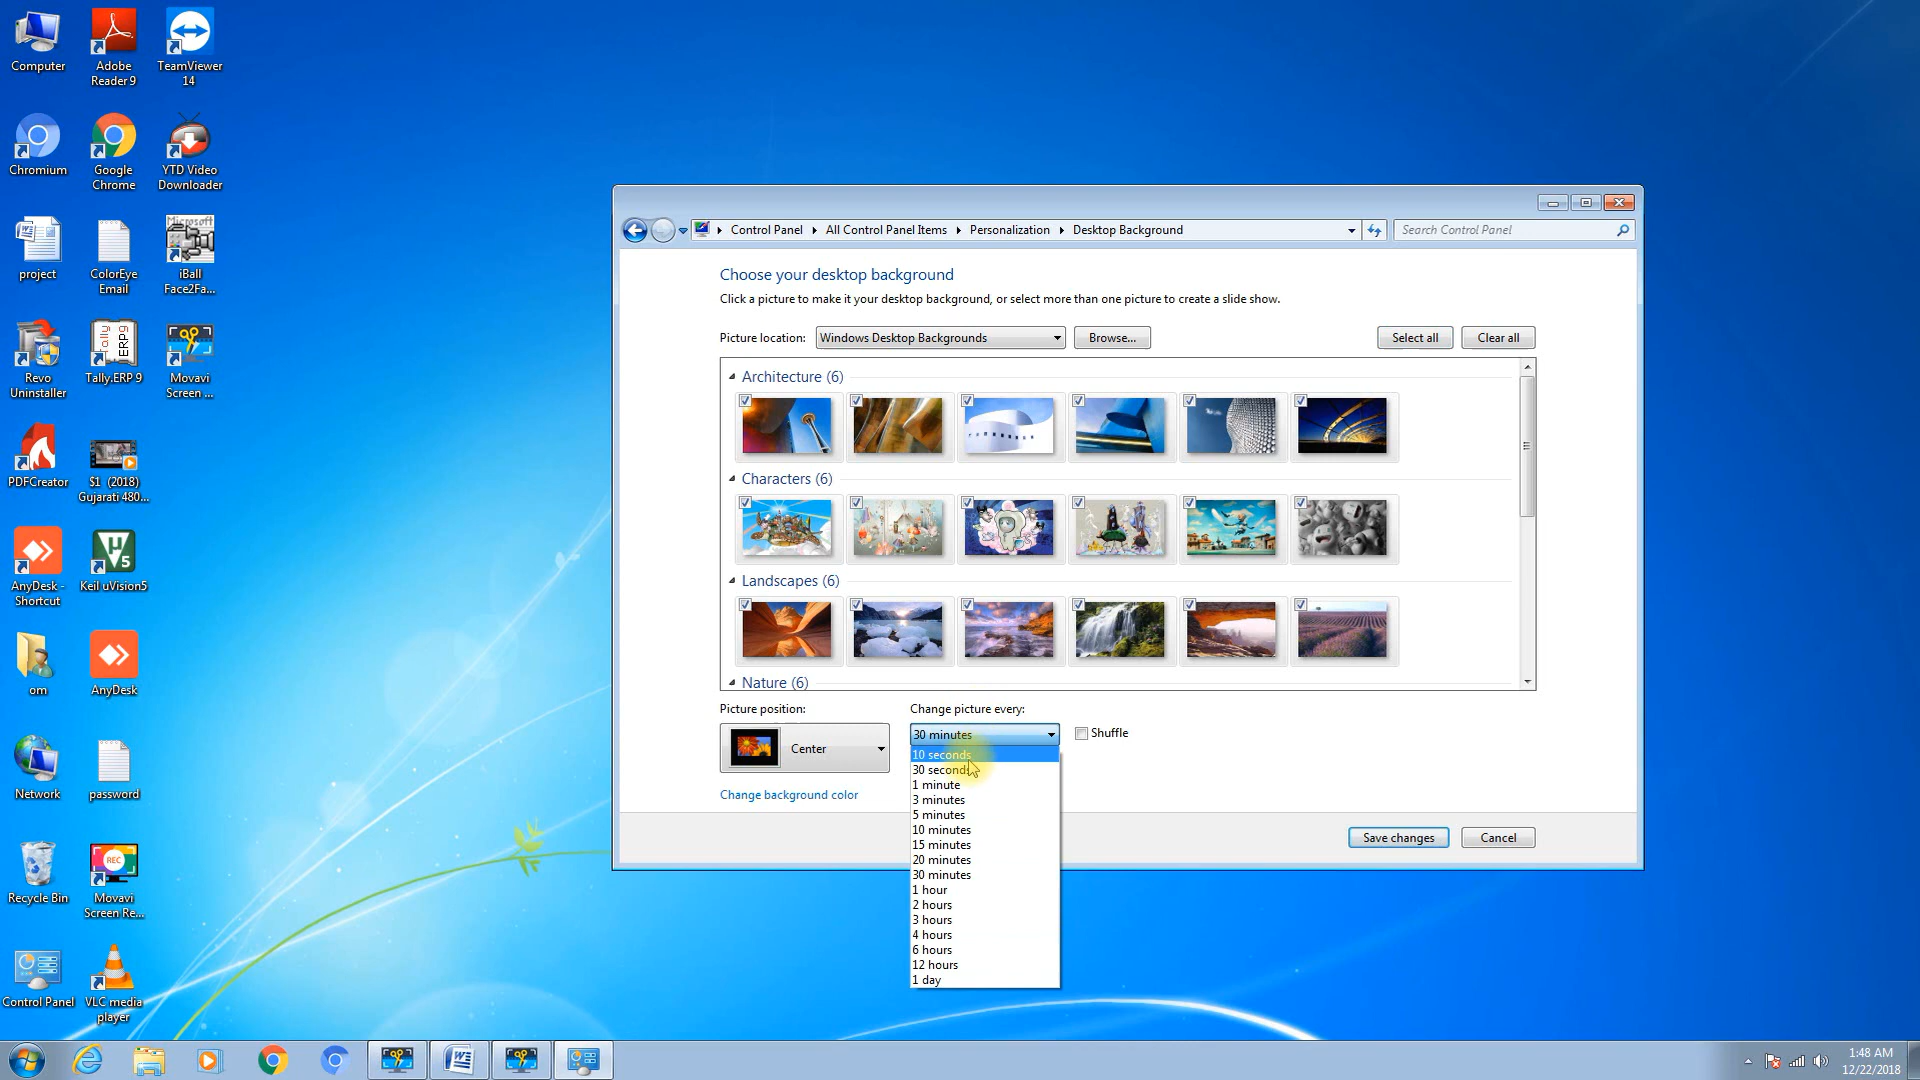 Computer
Adobe
Reader 9
TeamViewer
14
Chromium
Google
Chrome
YTD Video
Downloader
project
ColorEye
Email
Microsoft
iBall
Face2Fa...
Revo
Uninstaller
Tally
ERP9
Tally.ERP 9
Movavi
Screen ...
PDFCreator
$1 (2018)
Gujarati 480...
AnyDesk -
Shortcut
Keil uVision5
om
AnyDesk
Network
password
Recycle Bin
REC
Movavi
Screen Re...
Control Panel
VLC media
player
Control Panel
All Control Panel Items
Personalization
Desktop Background
Search Control Panel
Choose your desktop background
Click a picture to make it your desktop background, or select more than one picture to create a slide show.
Picture location:
Windows Desktop Backgrounds
Browse...
Select all
Clear all
Architecture (6)
Characters (6)
Landscapes (6)
Nature (6)
Picture position:
Center
Change picture every:
30 minutes
Shuffle
10 seconds
30 seconds
1 minute
3 minutes
5 minutes
10 minutes
15 minutes
20 minutes
30 minutes
1 hour
2 hours
3 hours
4 hours
6 hours
12 hours
1 day
Change background color
Save changes
Cancel
1:48 AM
12/22/2018